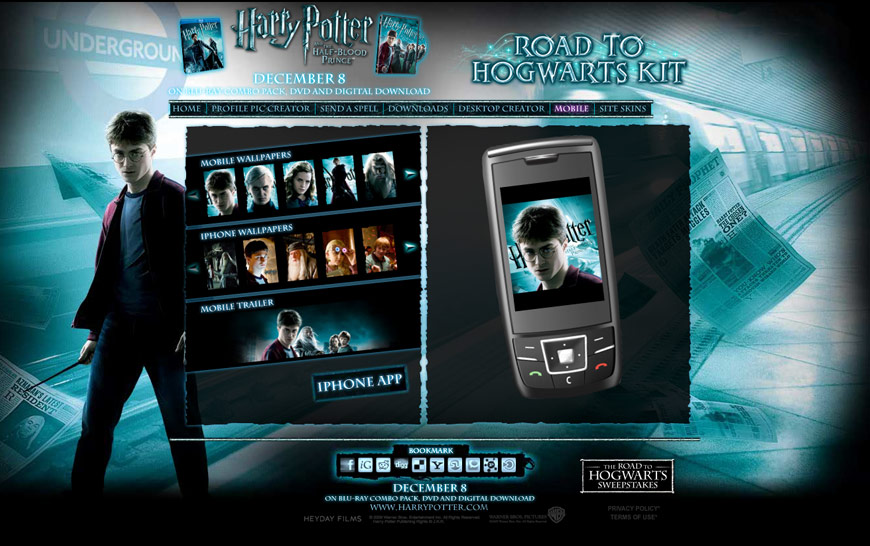 UNDERGROUN
Harry Potter
AND THE
HALF-BLOOD
PRINCE
DECEMBER 8
ON BLU-RAY COMBO PACK, DVD AND DIGITAL DOWNLOAD
ROAD TO
HOGWARTS KIT
HOME PROFILE PIC CREATOR SEND A SPELL DOWNLOADS DESKTOP CREATOR MOBILE SITE SKINS
MOBILE WALLPAPERS
IPHONE WALLPAPERS
MOBILE TRAILER
IPHONE APP
C
PROPHET
RESIDENT
BOOKMARK
DECEMBER 8
ON BLU-RAY COMBO PACK, DVD AND DIGITAL DOWNLOAD
WWW.HARRYPOTTER.COM
THE ROAD TO
HOGWARTS
SWEEPSTAKES
HEYDAY FILMS
PRIVACY POLICY
TERMS OF USE